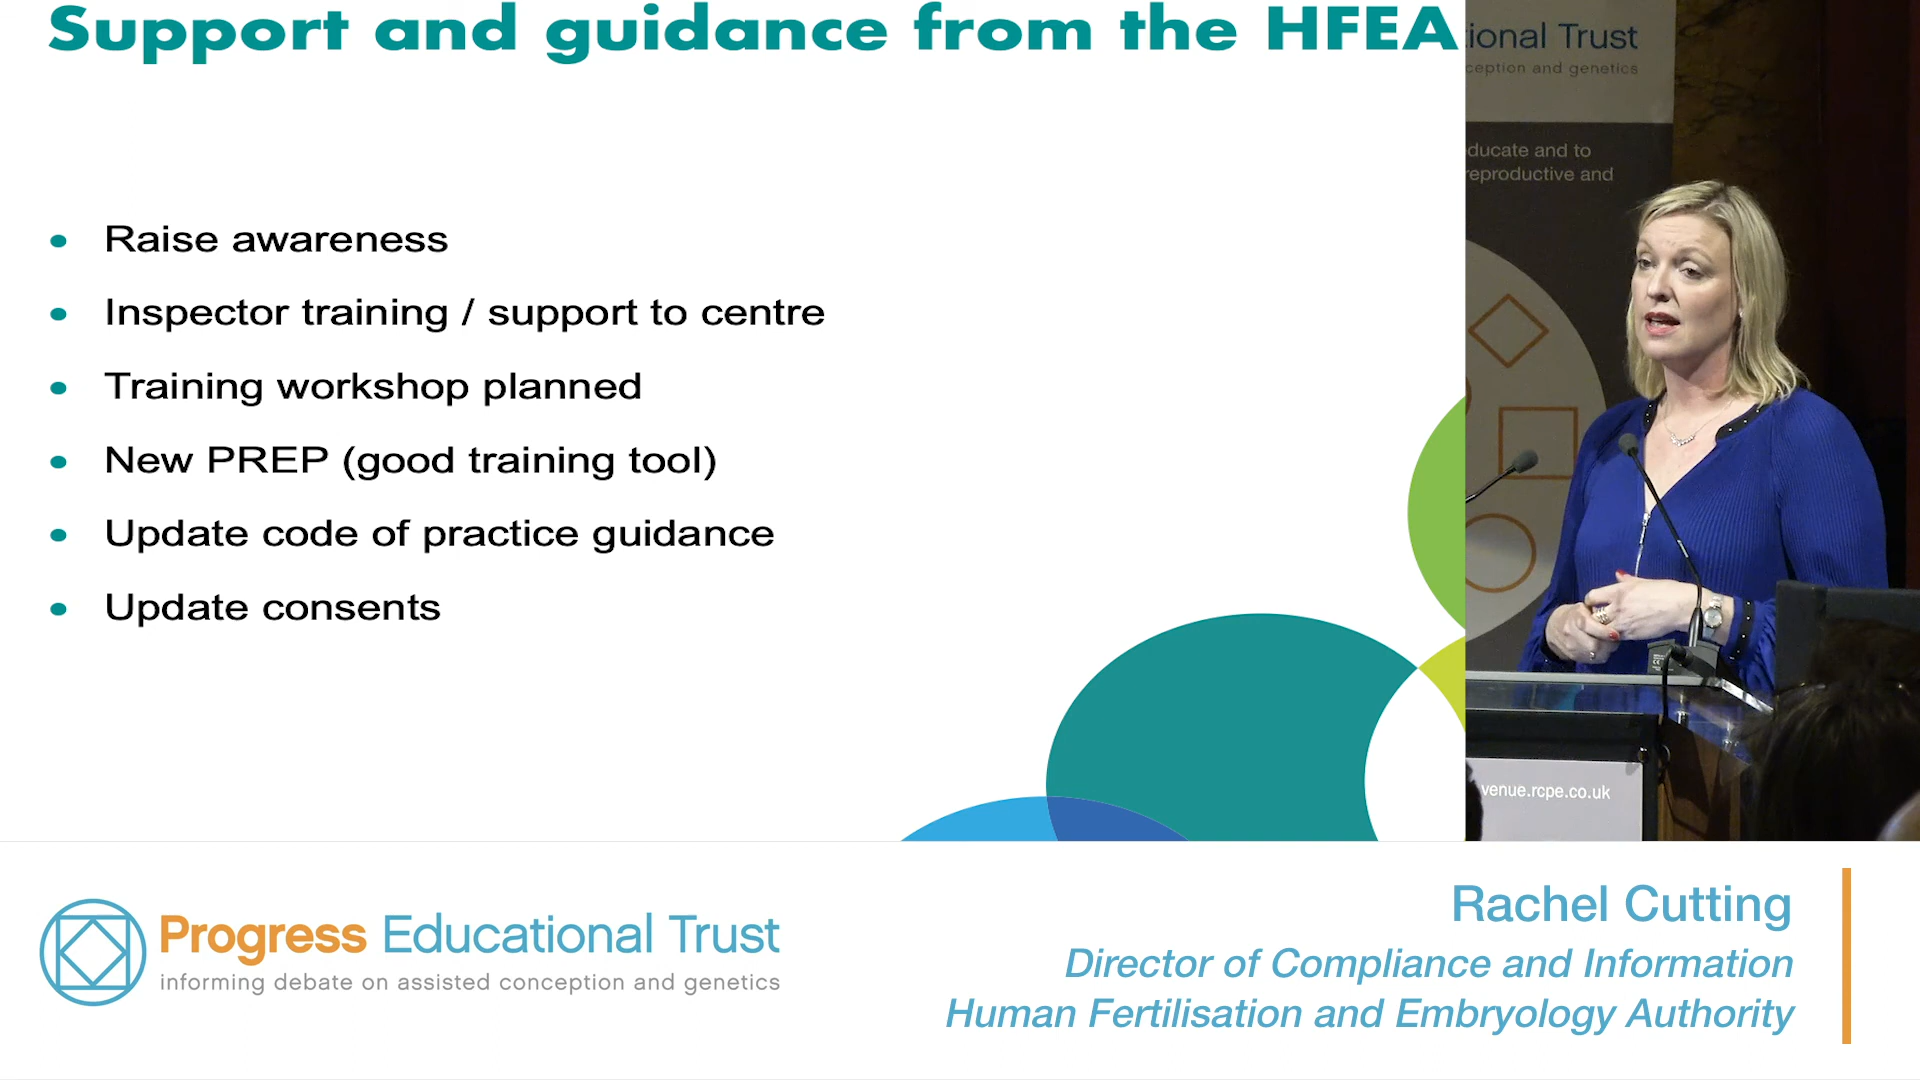 Support and guidance from the HFEA
Raise awareness
Inspector training / support to centre
Training workshop planned
New PREP (good training tool)
Update code of practice guidance
Update consents
ional Trust
ception and genetics
ducate and to
reproductive and
venue.rcpe.co.uk
Progress Educational Trust
informing debate on assisted conception and genetics
Rachel Cutting
Director of Compliance and Information
Human Fertilisation and Embryology Authority